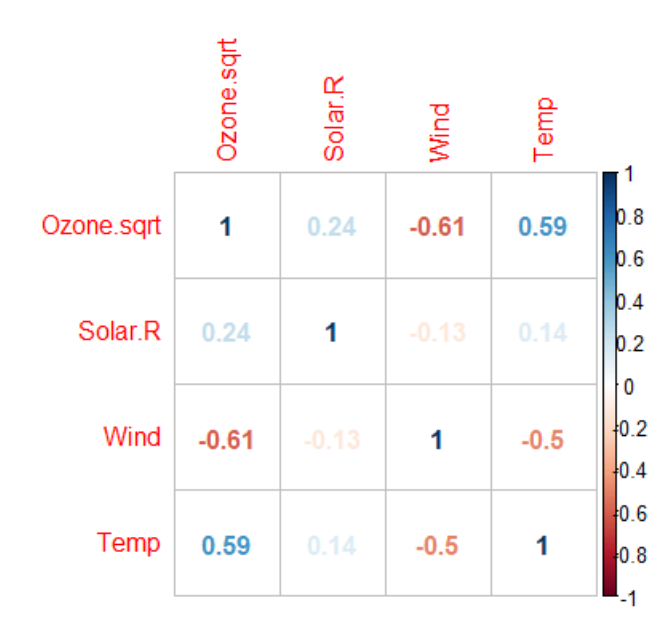 Ozone.sqrt Solar.R Wind Temp
Ozone.sqrt 1 0.24 -0.61 0.59
Solar.R 0.24 1 -0.13 0.14
Wind -0.61 -0.13 1 -0.5
Temp 0.59 0.14 -0.5 1
1
0.8
0.6
0.4
0.2
0
-0.2
-0.4
-0.6
-0.8
-1